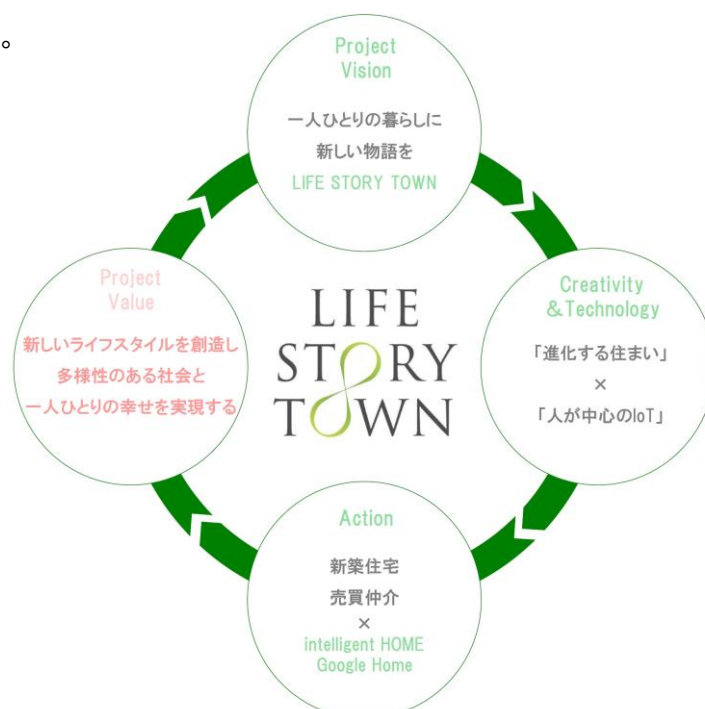 。
Project
Vision
一人ひとりの暮らしに
新しい物語を
LIFE STORY TOWN
Creativity
&Technology
「進化する住まい」
×
「人が中心のIoT」
Action
新築住宅
売買仲介
×
intelligent HOME
Google Home
Project
Value
新しいライフスタイルを創造し
多様性のある社会と
一人ひとりの幸せを実現する
LIFE
STORY
TOWN